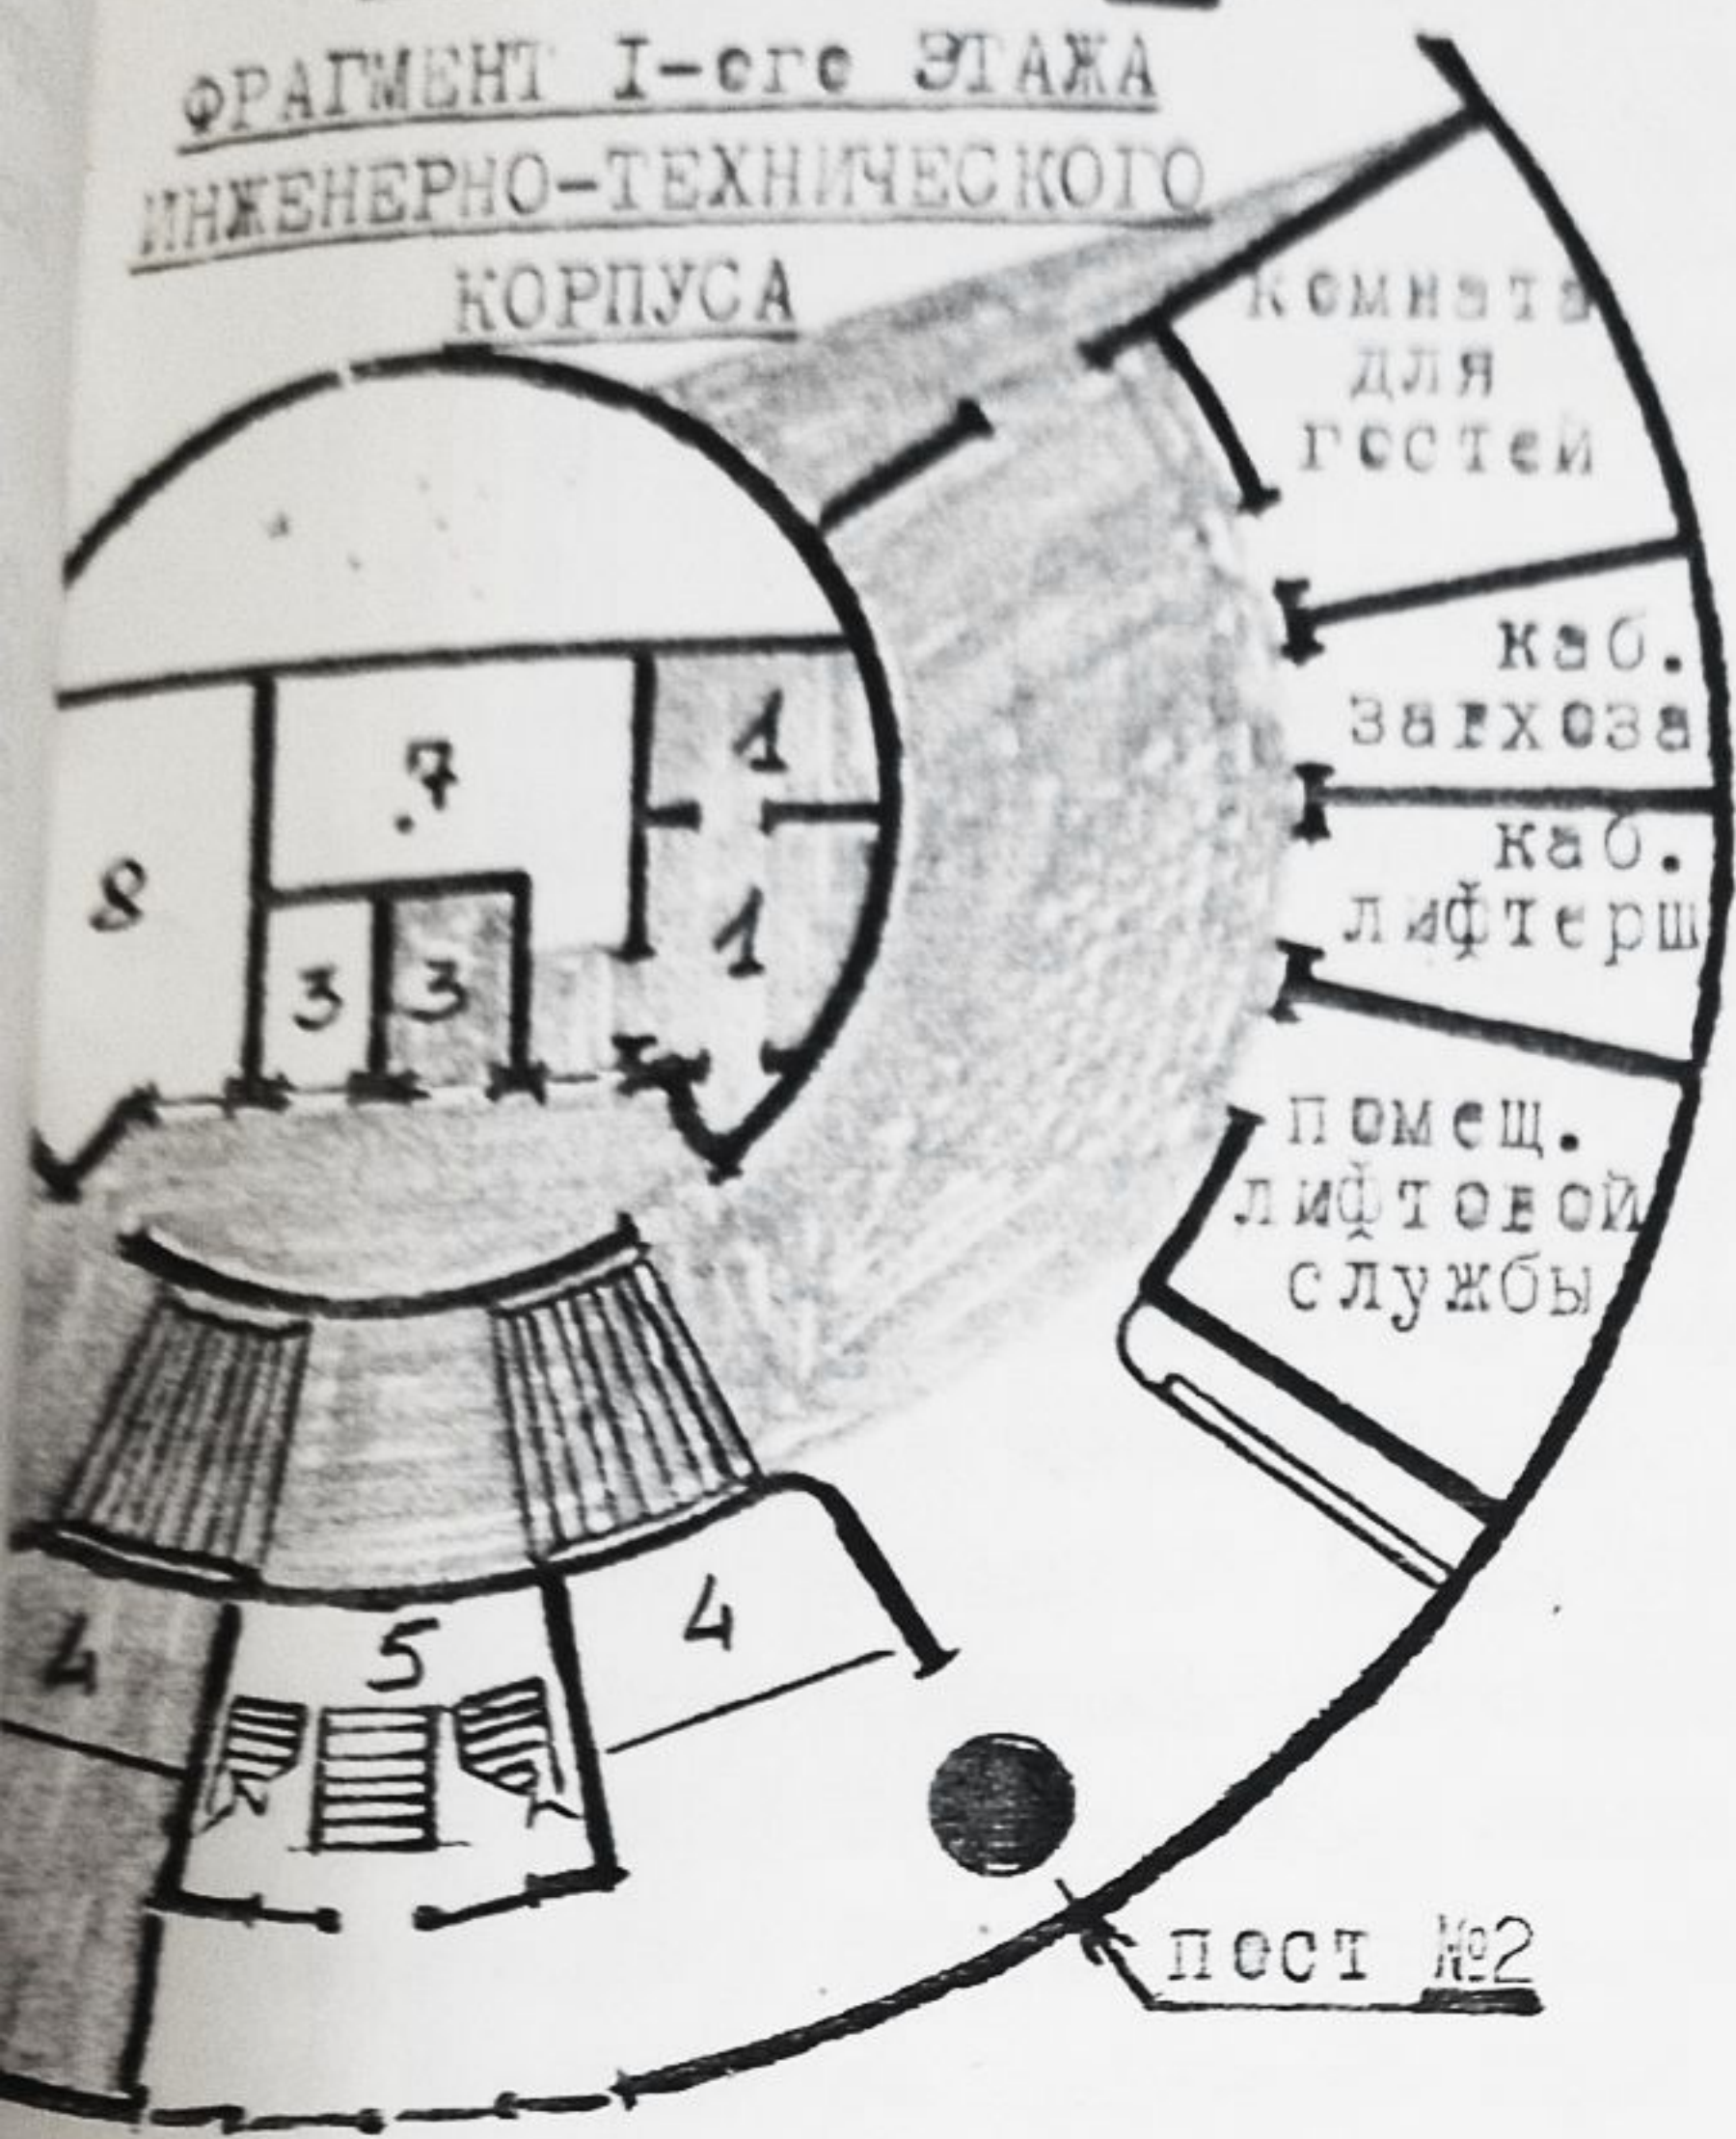 ФРАГМЕНТ I-ого ЭТАЖА
ИНЖЕНЕРНО-ТЕХНИЧЕСКОГО
КОРПУСА
комната
для
гостей
каб.
завхоза
каб.
лифтерш
помещ.
лифтовой
службы
1
7
8
1
3 3
4 5 4
пост №2